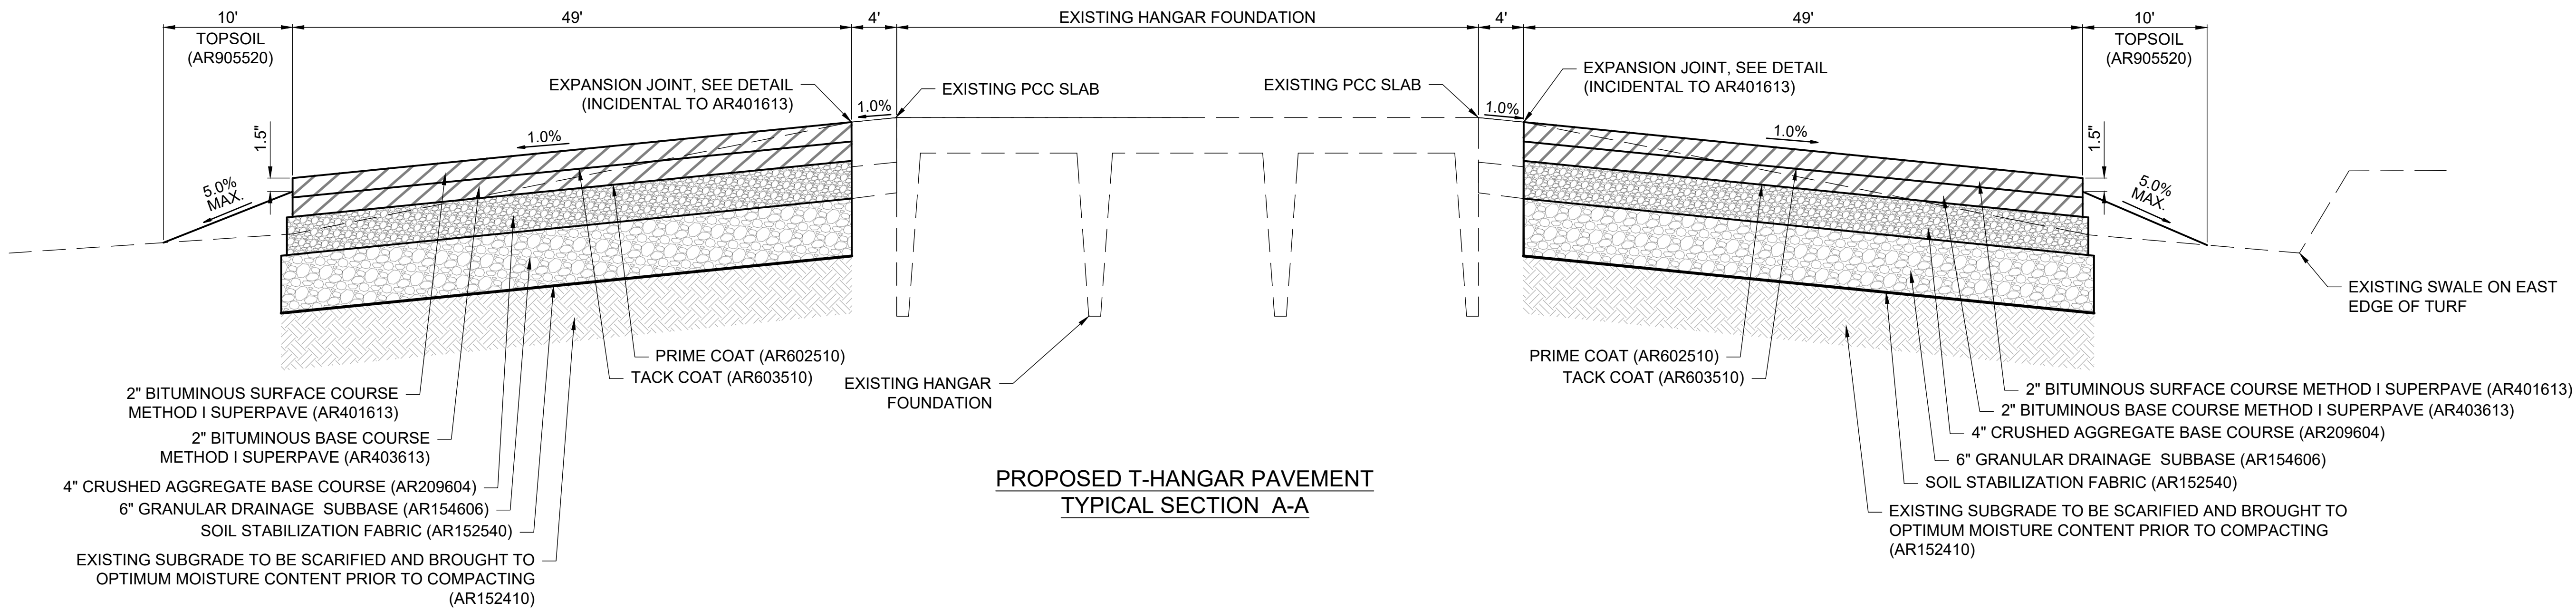 10'
49'
4'
EXISTING HANGAR FOUNDATION
4'
49'
10'
TOPSOIL
(AR905520)
TOPSOIL
(AR905520)
EXPANSION JOINT, SEE DETAIL
(INCIDENTAL TO AR401613)
EXISTING PCC SLAB
EXISTING PCC SLAB
EXPANSION JOINT, SEE DETAIL
(INCIDENTAL TO AR401613)
1.0%
1.0%
1.5"
1.0%
1.0%
1.5"
5.0%
MAX.
5.0%
MAX.
EXISTING SWALE ON EAST
EDGE OF TURF
PRIME COAT (AR602510)
TACK COAT (AR603510)
2" BITUMINOUS SURFACE COURSE
METHOD I SUPERPAVE (AR401613)
2" BITUMINOUS BASE COURSE
METHOD I SUPERPAVE (AR403613)
4" CRUSHED AGGREGATE BASE COURSE (AR209604)
6" GRANULAR DRAINAGE  SUBBASE (AR154606)
SOIL STABILIZATION FABRIC (AR152540)
EXISTING SUBGRADE TO BE SCARIFIED AND BROUGHT TO
OPTIMUM MOISTURE CONTENT PRIOR TO COMPACTING
(AR152410)
EXISTING HANGAR
FOUNDATION
PROPOSED T-HANGAR PAVEMENT
TYPICAL SECTION  A-A
PRIME COAT (AR602510)
TACK COAT (AR603510)
2" BITUMINOUS SURFACE COURSE METHOD I SUPERPAVE (AR401613)
2" BITUMINOUS BASE COURSE METHOD I SUPERPAVE (AR403613)
4" CRUSHED AGGREGATE BASE COURSE (AR209604)
6" GRANULAR DRAINAGE  SUBBASE (AR154606)
SOIL STABILIZATION FABRIC (AR152540)
EXISTING SUBGRADE TO BE SCARIFIED AND BROUGHT TO
OPTIMUM MOISTURE CONTENT PRIOR TO COMPACTING
(AR152410)